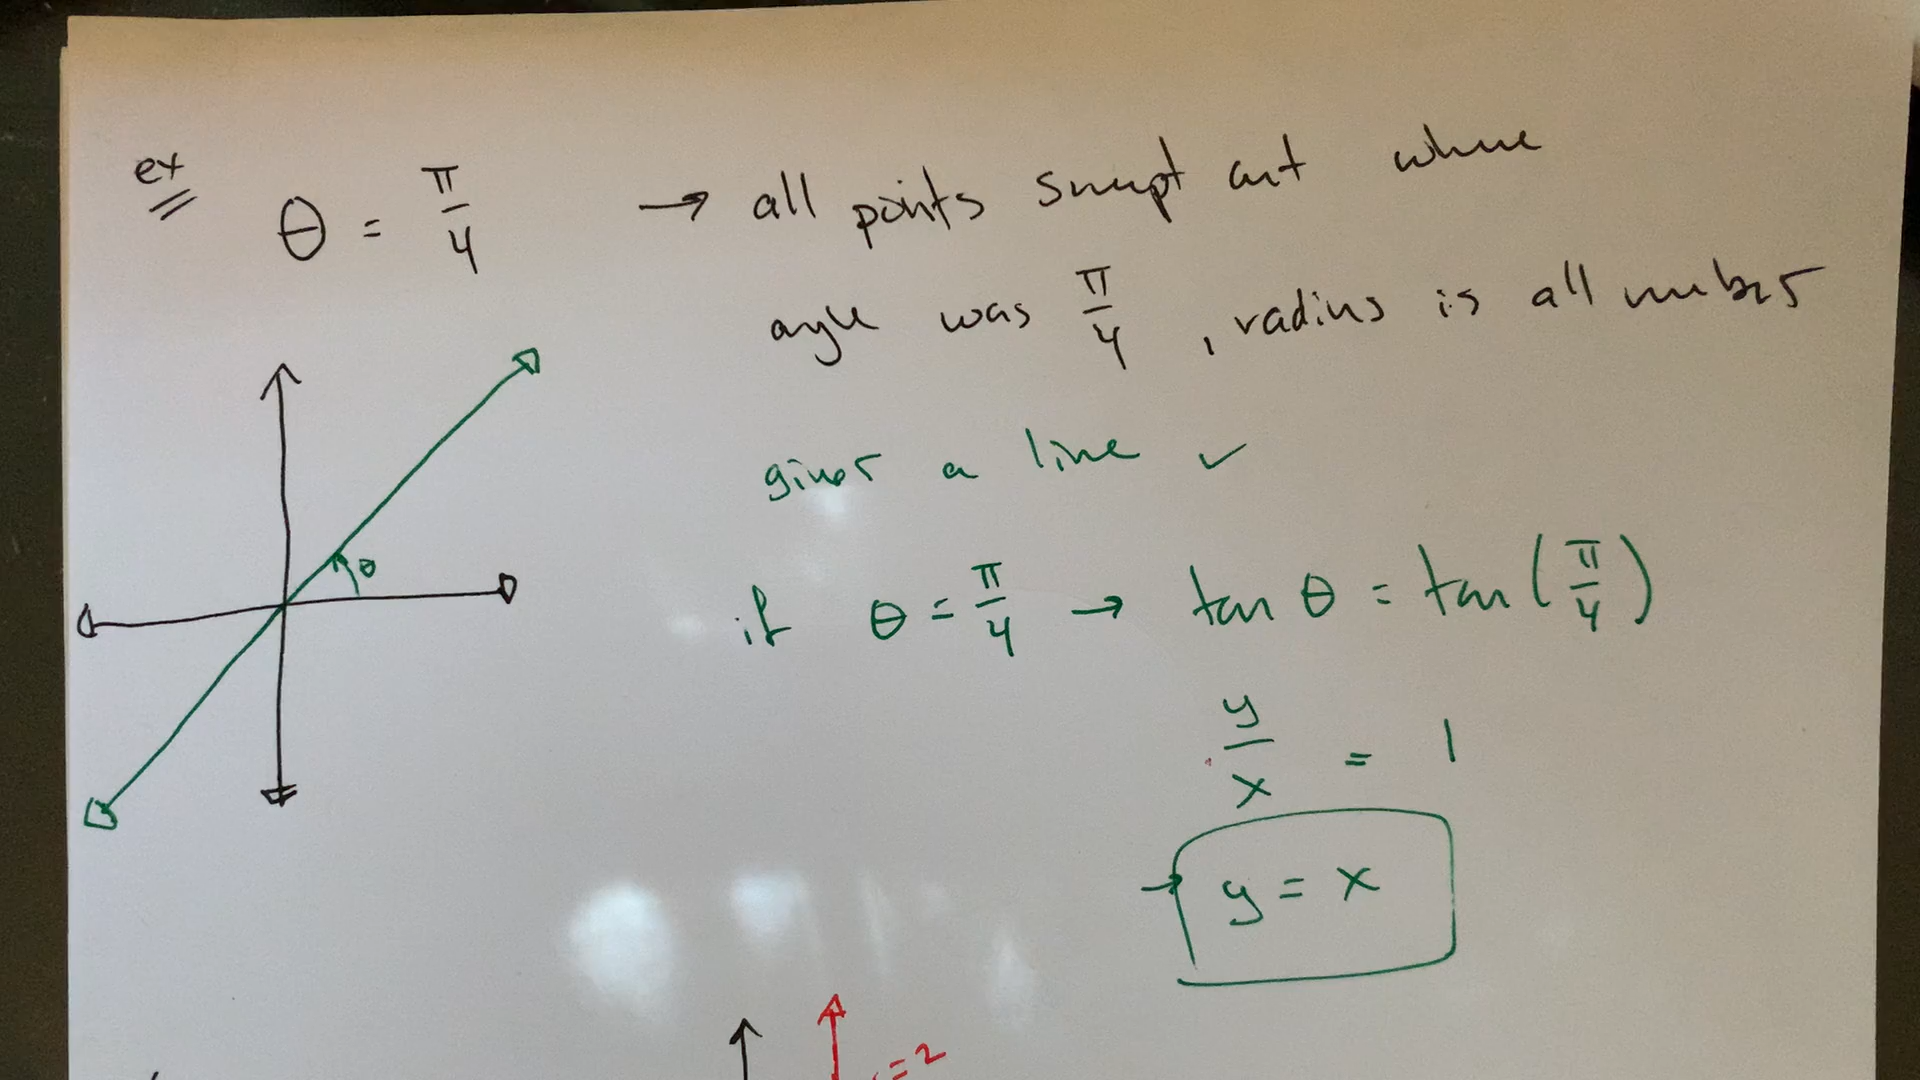 ex
θ = π/4 → all points swept out where
angle was π/4, radius is all numbers
gives a line ✓
θ
if θ = π/4 → tan θ = tan(π/4)
y/x = 1
→ y = x
= 2